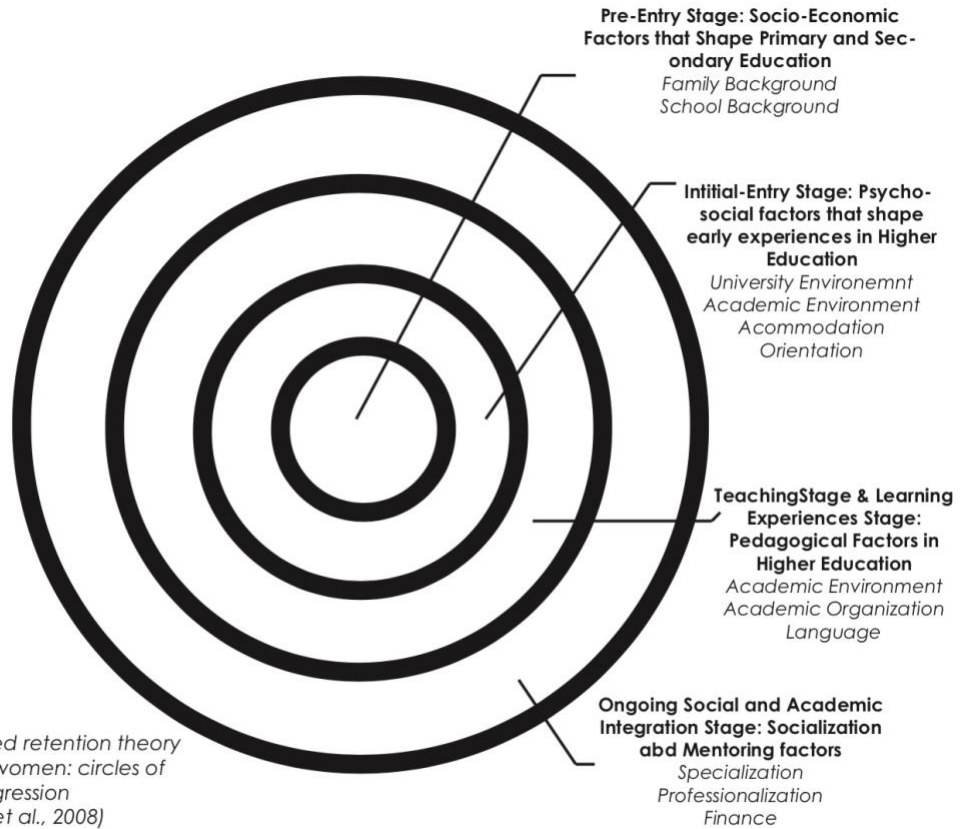 Pre-Entry Stage: Socio-Economic
Factors that Shape Primary and Sec-
ondary Education
Family Background
School Background
Intitial-Entry Stage: Psycho-
social factors that shape
early experiences in Higher
Education
University Environemnt
Academic Environment
Acommodation
Orientation
TeachingStage & Learning
Experiences Stage:
Pedagogical Factors in
Higher Education
Academic Environment
Academic Organization
Language
Ongoing Social and Academic
Integration Stage: Socialization
abd Mentoring factors
Specialization
Professionalization
Finance
retention theory
women: circles of
et al., 2008)